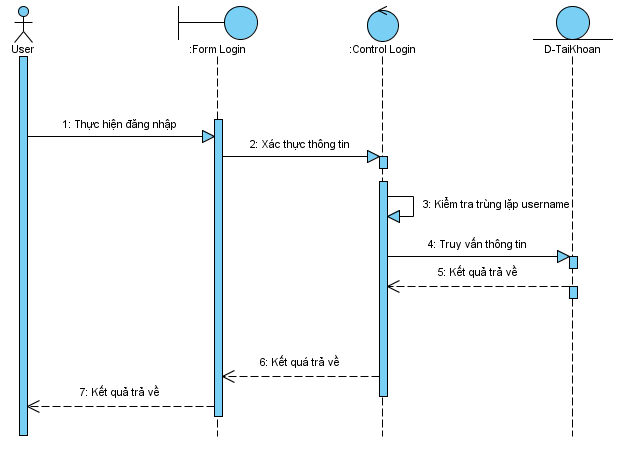 User
:Form Login
:Control Login
D-TaiKhoan
1: Thực hiện đăng nhập
2: Xác thực thông tin
3: Kiểm tra trùng lặp username
4: Truy vấn thông tin
5: Kết quả trả về
6: Kết quá trả về
7: Kết quả trả về